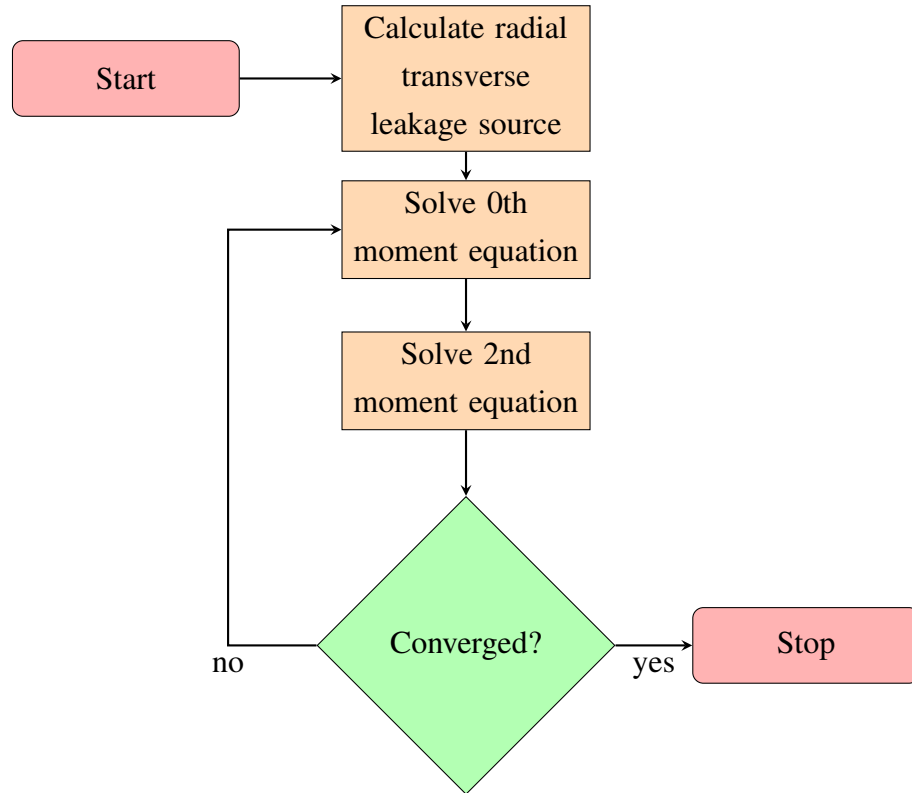 Start
Calculate radial
transverse
leakage source
Solve 0th
moment equation
Solve 2nd
moment equation
Converged?
no
yes
Stop